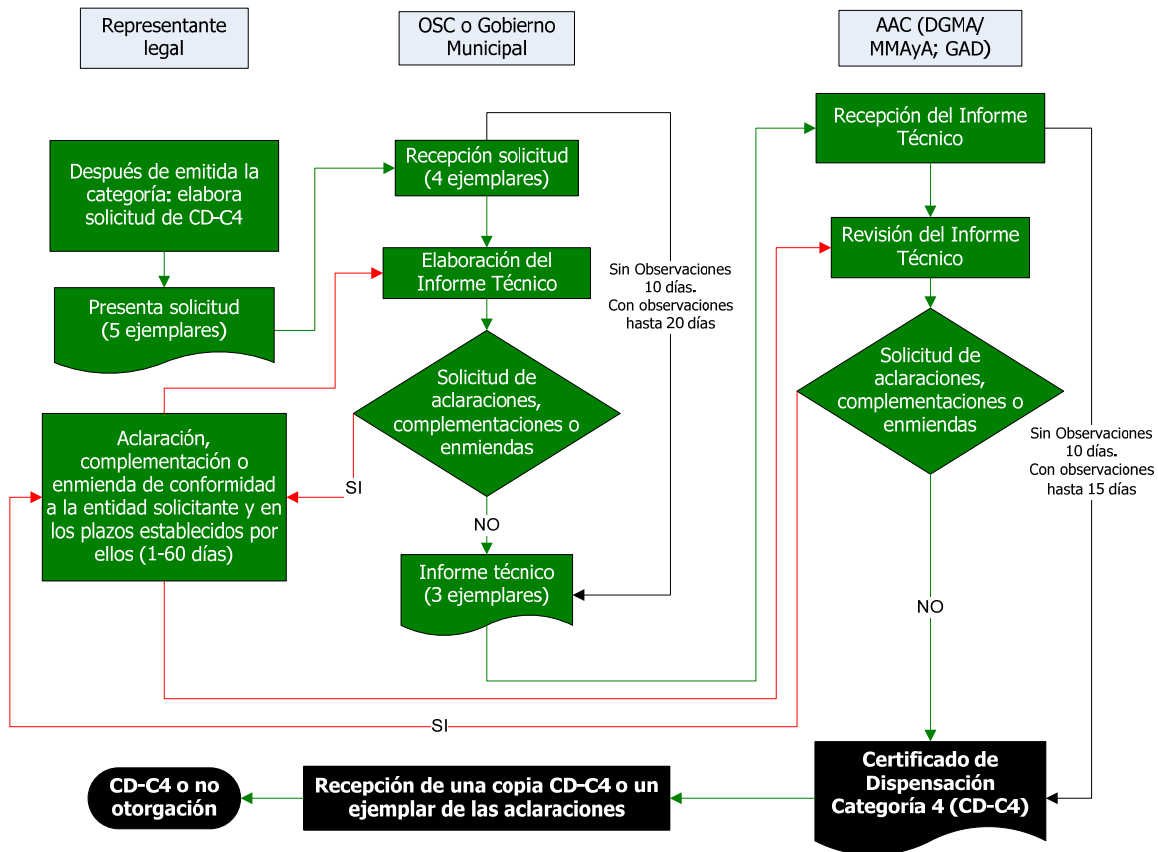 Representante
legal
OSC o Gobierno
Municipal
AAC (DGMA/
MMAyA; GAD)
Después de emitida la
categoría: elabora
solicitud de CD-C4
Presenta solicitud
(5 ejemplares)
Aclaración,
complementación o
enmienda de conformidad
a la entidad solicitante y en
los plazos establecidos por
ellos (1-60 días)
Recepción solicitud
(4 ejemplares)
Elaboración del
Informe Técnico
Solicitud de
aclaraciones,
complementaciones o
enmiendas
SI
NO
Informe técnico
(3 ejemplares)
Sin Observaciones
10 días.
Con observaciones
hasta 20 días
Recepción del Informe
Técnico
Revisión del Informe
Técnico
Solicitud de
aclaraciones,
complementaciones o
enmiendas
Sin Observaciones
10 días.
Con observaciones
hasta 15 días
NO
SI
Certificado de
Dispensación
Categoría 4 (CD-C4)
Recepción de una copia CD-C4 o un
ejemplar de las aclaraciones
CD-C4 o no
otorgación